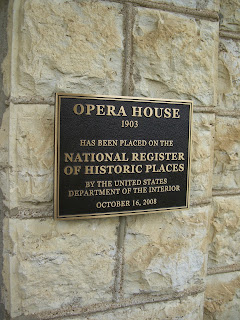 OPERA HOUSE
1903
HAS BEEN PLACED ON THE
NATIONAL REGISTER
OF HISTORIC PLACES
BY THE UNITED STATES
DEPARTMENT OF THE INTERIOR
OCTOBER 16, 2008